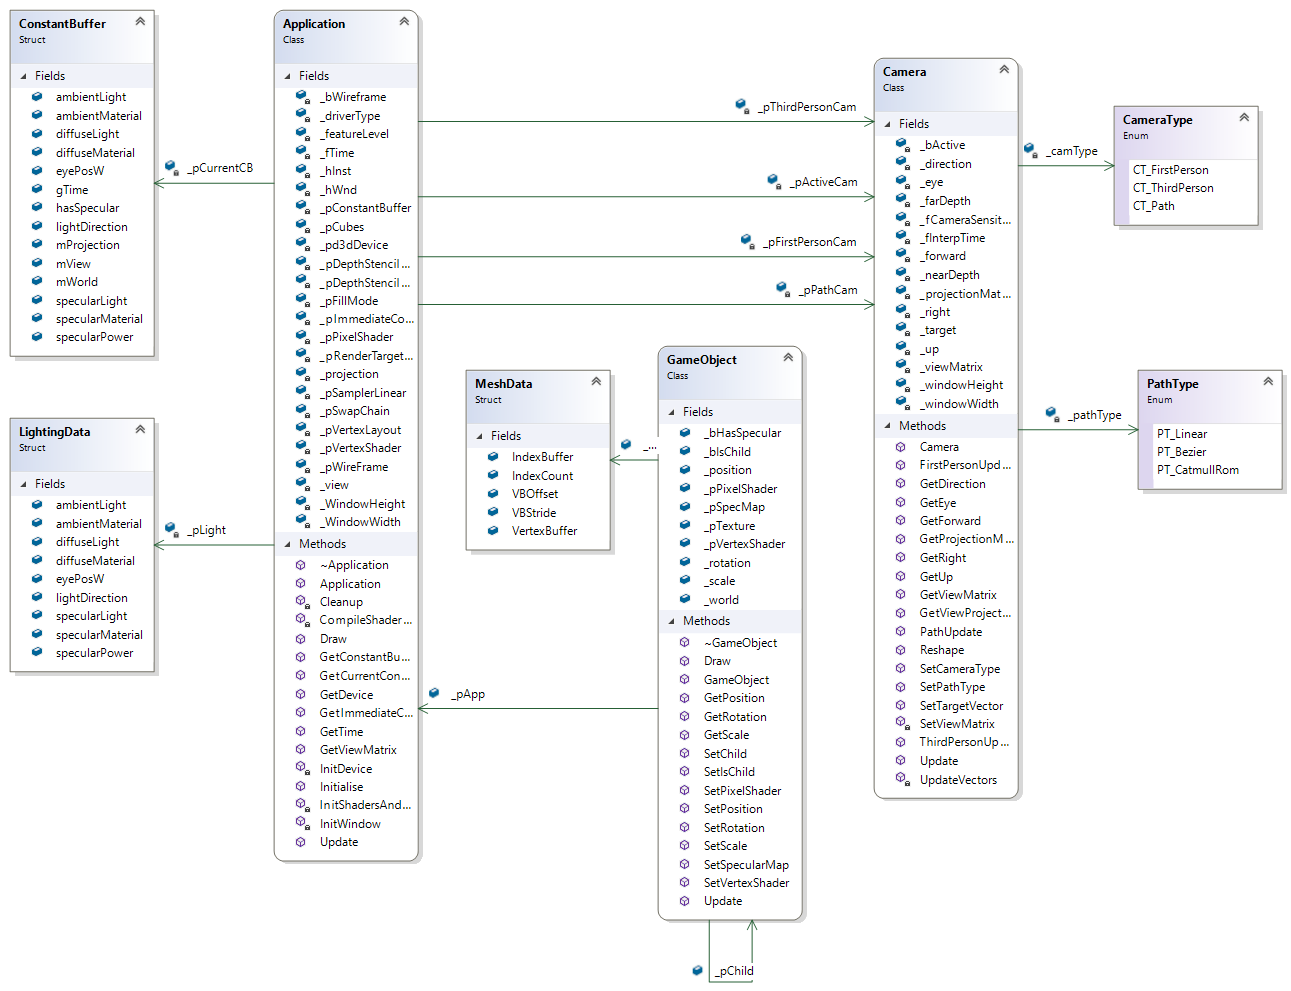 ConstantBuffer
Struct
Fields
ambientLight
ambientMaterial
diffuseLight
diffuseMaterial
eyePosW
gTime
hasSpecular
lightDirection
mProjection
mView
mWorld
specularLight
specularMaterial
specularPower
_pCurrentCB
LightingData
Struct
Fields
ambientLight
ambientMaterial
diffuseLight
diffuseMaterial
eyePosW
lightDirection
specularLight
specularMaterial
specularPower
_pLight
Application
Class
Fields
_bWireframe
_driverType
_featureLevel
_fTime
_hInst
_hWnd
_pConstantBuffer
_pCubes
_pd3dDevice
_pDepthStencil...
_pDepthStencil...
_pFillMode
_pImmediateCo...
_pPixelShader
_pRenderTarget...
_projection
_pSamplerLinear
_pSwapChain
_pVertexLayout
_pVertexShader
_pWireFrame
_view
_WindowHeight
_WindowWidth
Methods
~Application
Application
Cleanup
CompileShader...
Draw
GetConstantBu...
GetCurrentCon...
GetDevice
GetImmediateC...
GetTime
GetViewMatrix
InitDevice
Initialise
InitShadersAnd...
InitWindow
Update
_pThirdPersonCam
_pActiveCam
_pFirstPersonCam
_pPathCam
MeshData
Struct
Fields
IndexBuffer
IndexCount
VBOffset
VBStride
VertexBuffer
_...
_pApp
GameObject
Class
Fields
_bHasSpecular
_bIsChild
_position
_pPixelShader
_pSpecMap
_pTexture
_pVertexShader
_rotation
_scale
_world
Methods
~GameObject
Draw
GameObject
GetPosition
GetRotation
GetScale
SetChild
SetIsChild
SetPixelShader
SetPosition
SetRotation
SetScale
SetSpecularMap
SetVertexShader
Update
_pChild
Camera
Class
Fields
_bActive
_direction
_eye
_farDepth
_fCameraSensit...
_fInterpTime
_forward
_nearDepth
_projectionMat...
_right
_target
_up
_viewMatrix
_windowHeight
_windowWidth
Methods
Camera
FirstPersonUpd...
GetDirection
GetEye
GetForward
GetProjectionM...
GetRight
GetUp
GetViewMatrix
GetViewProject...
PathUpdate
Reshape
SetCameraType
SetPathType
SetTargetVector
SetViewMatrix
ThirdPersonUp...
Update
UpdateVectors
_camType
CameraType
Enum
CT_FirstPerson
CT_ThirdPerson
CT_Path
_pathType
PathType
Enum
PT_Linear
PT_Bezier
PT_CatmullRom